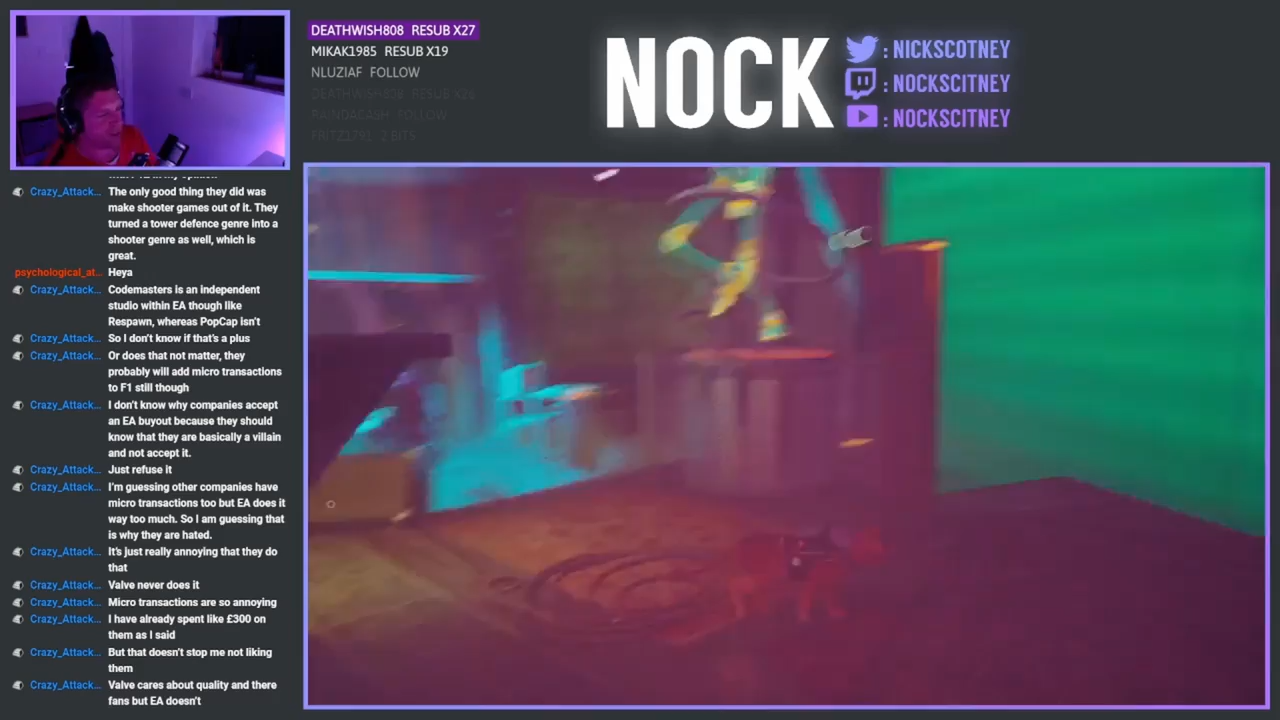 DEATHWISH808 RESUB X27
MIKAK1985 RESUB X19
NLUZIAF FOLLOW
DEATHWISH808 RESUB X26
RAINDACASH FOLLOW
FRITZ1791 2 BITS
NOCK
: NICKSCOTNEY
: NOCKSCITNEY
: NOCKSCITNEY
Crazy_Attack... The only good thing they did was
make shooter games out of it. They
turned a tower defence genre into a
shooter genre as well, which is
great.
psychological_at... Heya
Crazy_Attack... Codemasters is an independent
studio within EA though like
Respawn, whereas PopCap isn't
Crazy_Attack... So I don't know if that's a plus
Crazy_Attack... Or does that not matter, they
probably will add micro transactions
to F1 still though
Crazy_Attack... I don't know why companies accept
an EA buyout because they should
know that they are basically a villain
and not accept it.
Crazy_Attack... Just refuse it
Crazy_Attack... I'm guessing other companies have
micro transactions too but EA does it
way too much. So I am guessing that
is why they are hated.
Crazy_Attack... It's just really annoying that they do
that
Crazy_Attack... Valve never does it
Crazy_Attack... Micro transactions are so annoying
Crazy_Attack... I have already spent like £300 on
them as I said
Crazy_Attack... But that doesn't stop me not liking
them
Crazy_Attack... Valve cares about quality and there
fans but EA doesn't